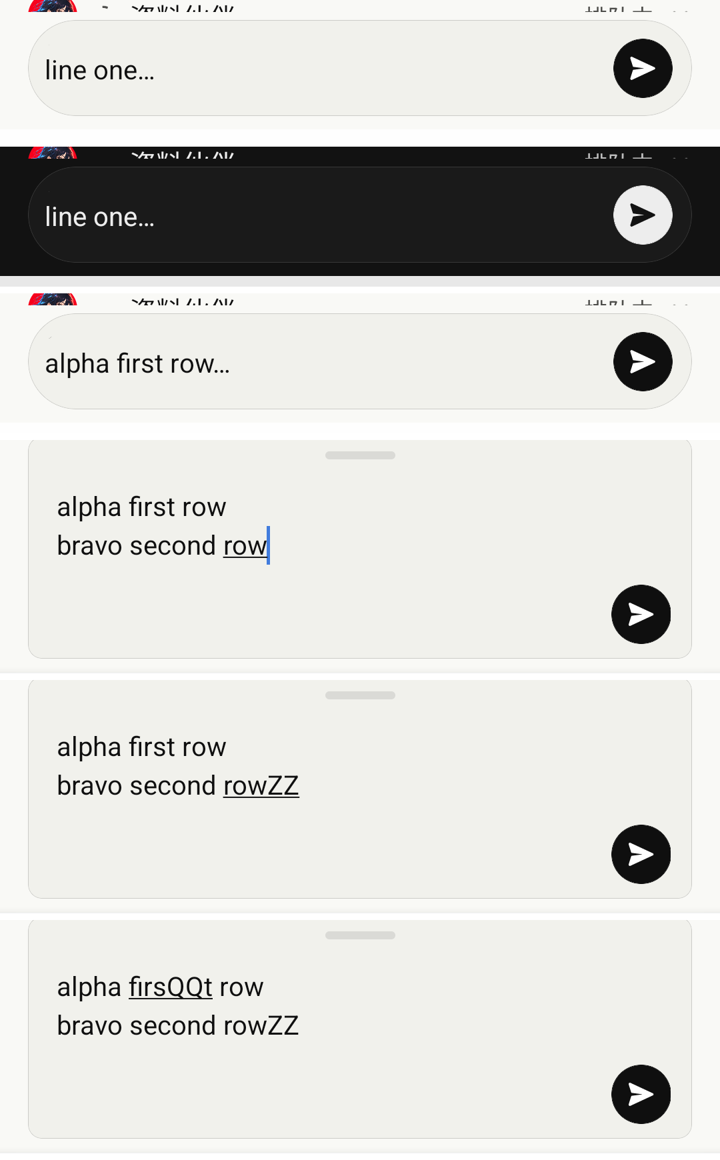 line one…
line one…
alpha first row…
alpha first row
bravo second row
alpha first row
bravo second rowZZ
alpha firsQQt row
bravo second rowZZ